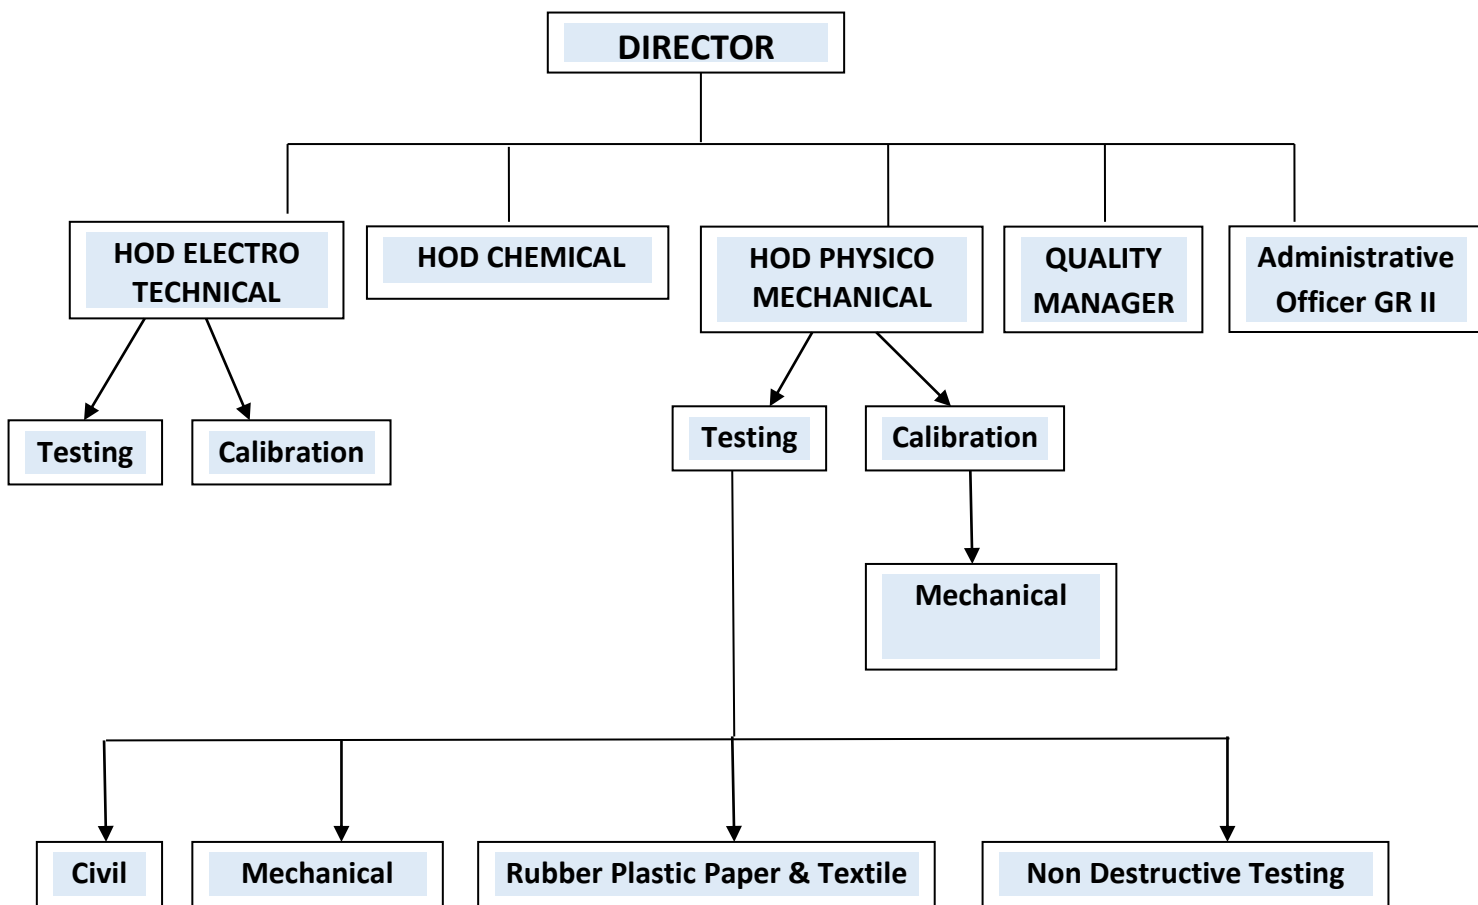 DIRECTOR
HOD ELECTRO
TECHNICAL
HOD CHEMICAL
HOD PHYSICO
MECHANICAL
QUALITY
MANAGER
Administrative
Officer GR II
Testing
Calibration
Testing
Calibration
Mechanical
Civil
Mechanical
Rubber Plastic Paper & Textile
Non Destructive Testing